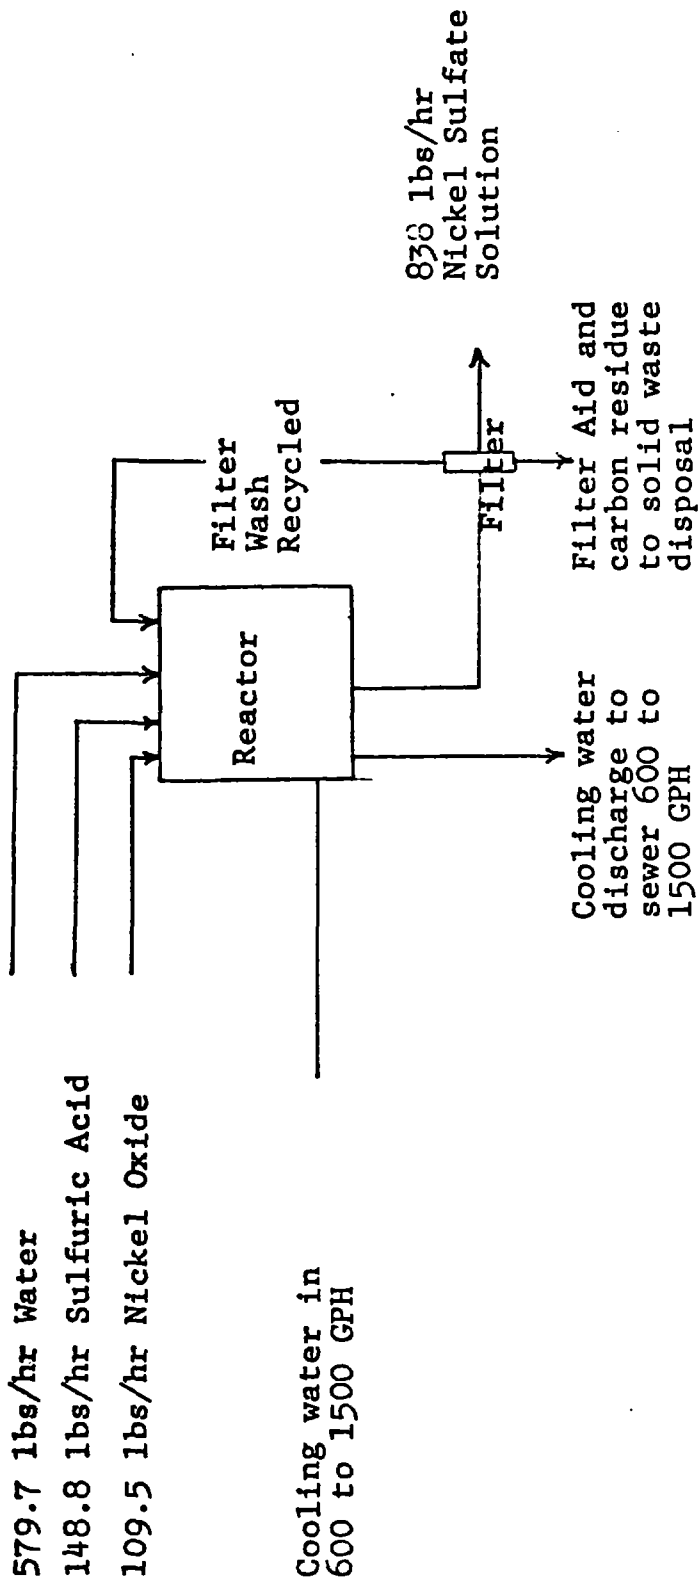 579.7 lbs/hr Water
148.8 lbs/hr Sulfuric Acid
109.5 lbs/hr Nickel Oxide
Cooling water in
600 to 1500 GPH
Reactor
Filter
Wash
Recycled
Filter
838 lbs/hr
Nickel Sulfate
Solution
Cooling water
discharge to
sewer 600 to
1500 GPH
Filter Aid and
carbon residue
to solid waste
disposal